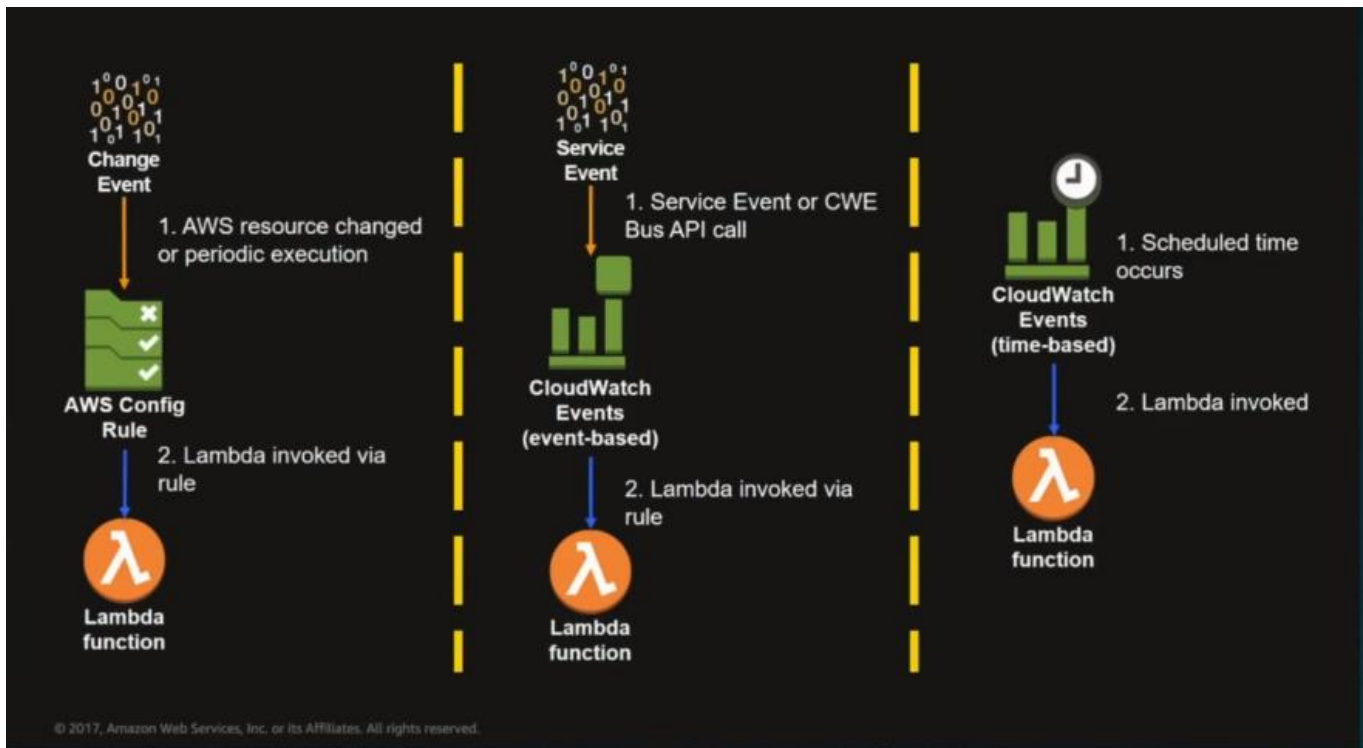 Change
Event
1. AWS resource changed
or periodic execution
AWS Config
Rule
2. Lambda invoked via
rule
Lambda
function
Service
Event
1. Service Event or CWE
Bus API call
CloudWatch
Events
(event-based)
2. Lambda invoked via
rule
Lambda
function
1. Scheduled time
occurs
CloudWatch
Events
(time-based)
2. Lambda invoked
Lambda
function
© 2017, Amazon Web Services, Inc. or its Affiliates. All rights reserved.